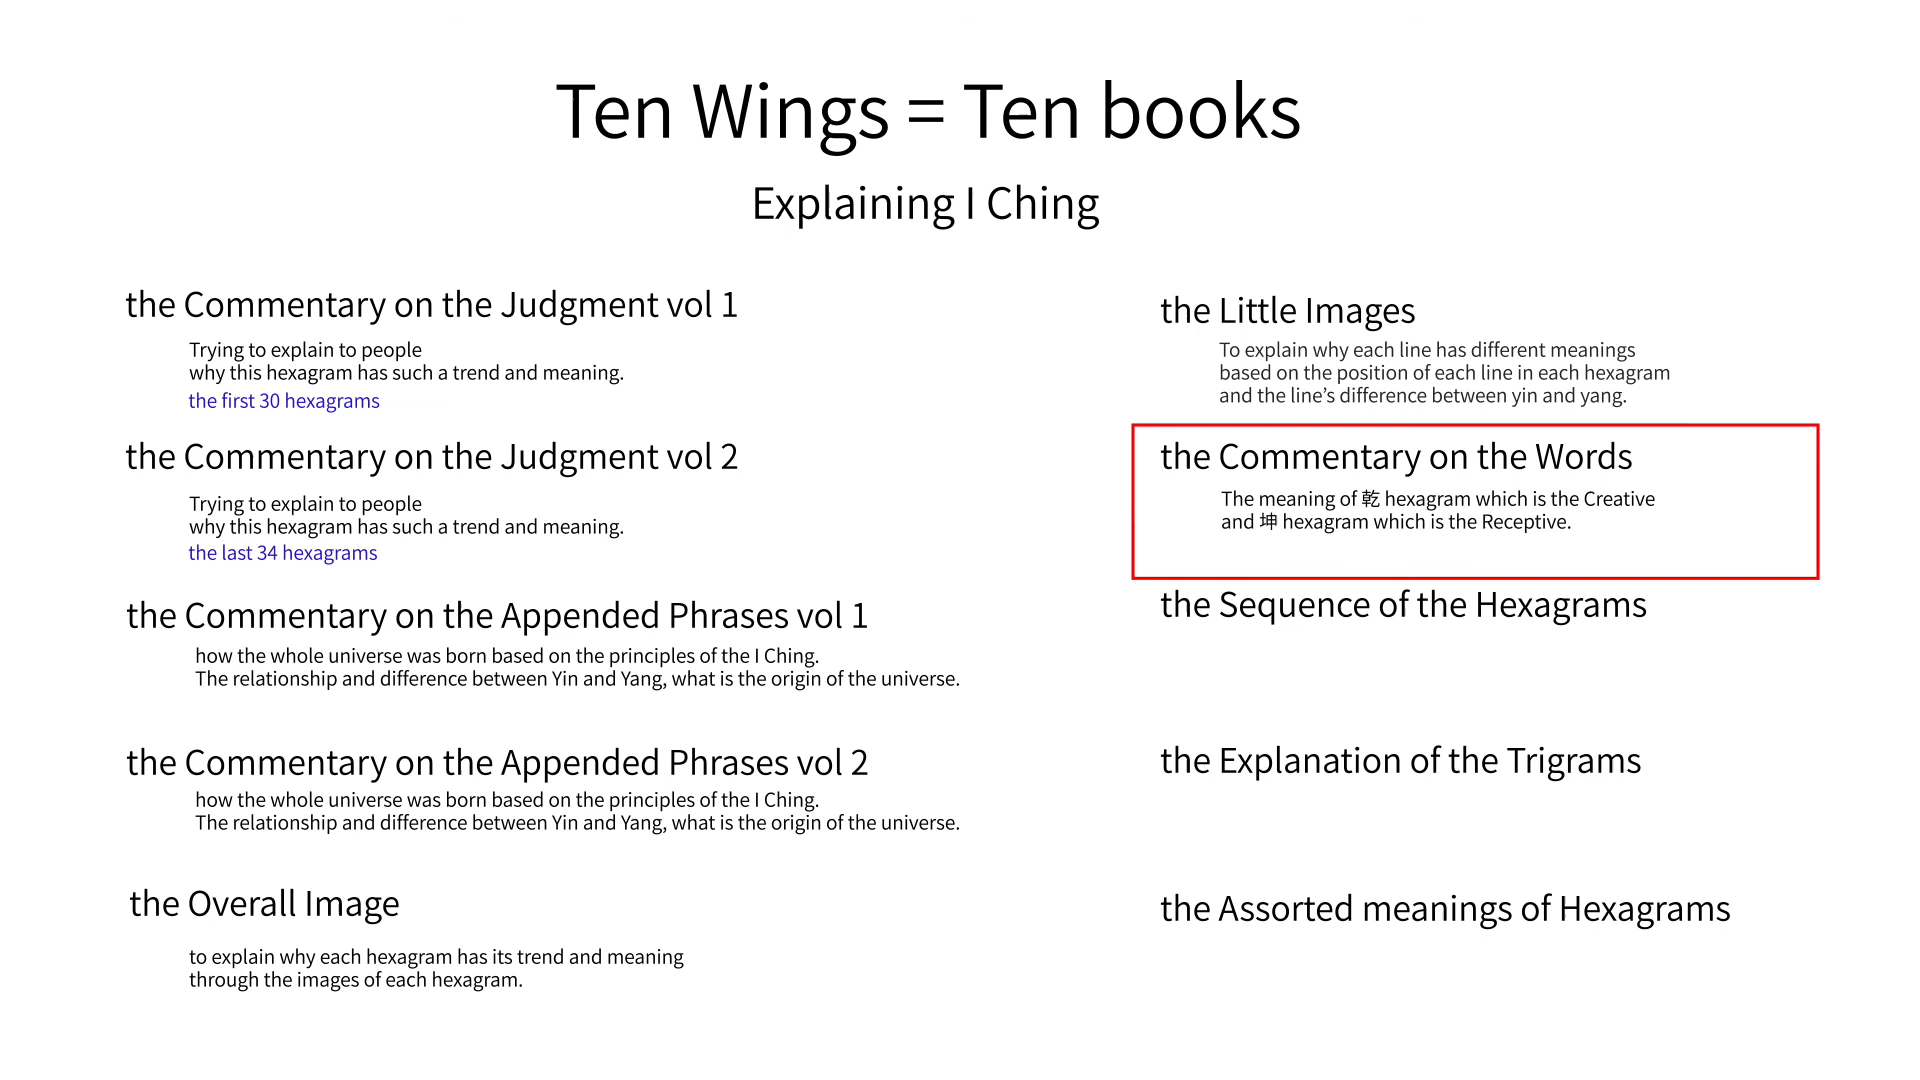 Ten Wings = Ten books
Explaining I Ching
the Commentary on the Judgment vol 1
Trying to explain to people
why this hexagram has such a trend and meaning.
the first 30 hexagrams
the Commentary on the Judgment vol 2
Trying to explain to people
why this hexagram has such a trend and meaning.
the last 34 hexagrams
the Commentary on the Appended Phrases vol 1
how the whole universe was born based on the principles of the I Ching.
The relationship and difference between Yin and Yang, what is the origin of the universe.
the Commentary on the Appended Phrases vol 2
how the whole universe was born based on the principles of the I Ching.
The relationship and difference between Yin and Yang, what is the origin of the universe.
the Overall Image
to explain why each hexagram has its trend and meaning
through the images of each hexagram.
the Little Images
To explain why each line has different meanings
based on the position of each line in each hexagram
and the line’s difference between yin and yang.
the Commentary on the Words
The meaning of 乾 hexagram which is the Creative
and 坤 hexagram which is the Receptive.
the Sequence of the Hexagrams
the Explanation of the Trigrams
the Assorted meanings of Hexagrams